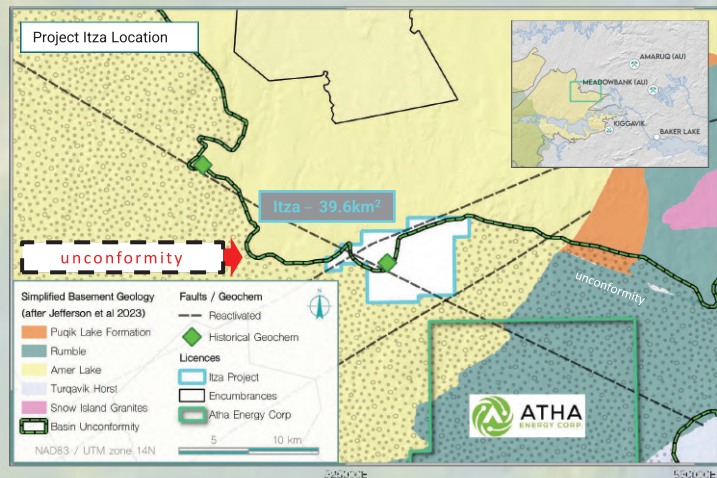 Project Itza Location
AMARUQ (AU)
MEADOWBANK (AU)
KIGGAVIK
BAKER LAKE
Itza – 39.6km²
unconformity
unconformity
Simplified Basement Geology
(after Jefferson et al 2023)
Puqik Lake Formation
Rumble
Amer Lake
Turqavik Horst
Snow Island Granites
Basin Unconformity
NAD83 / UTM zone 14N
Faults / Geochem
Reactivated
Historical Geochem
Licences
Itza Project
Encumbrances
Atha Energy Corp
5 10 km
N
ATHA
ENERGY CORP.